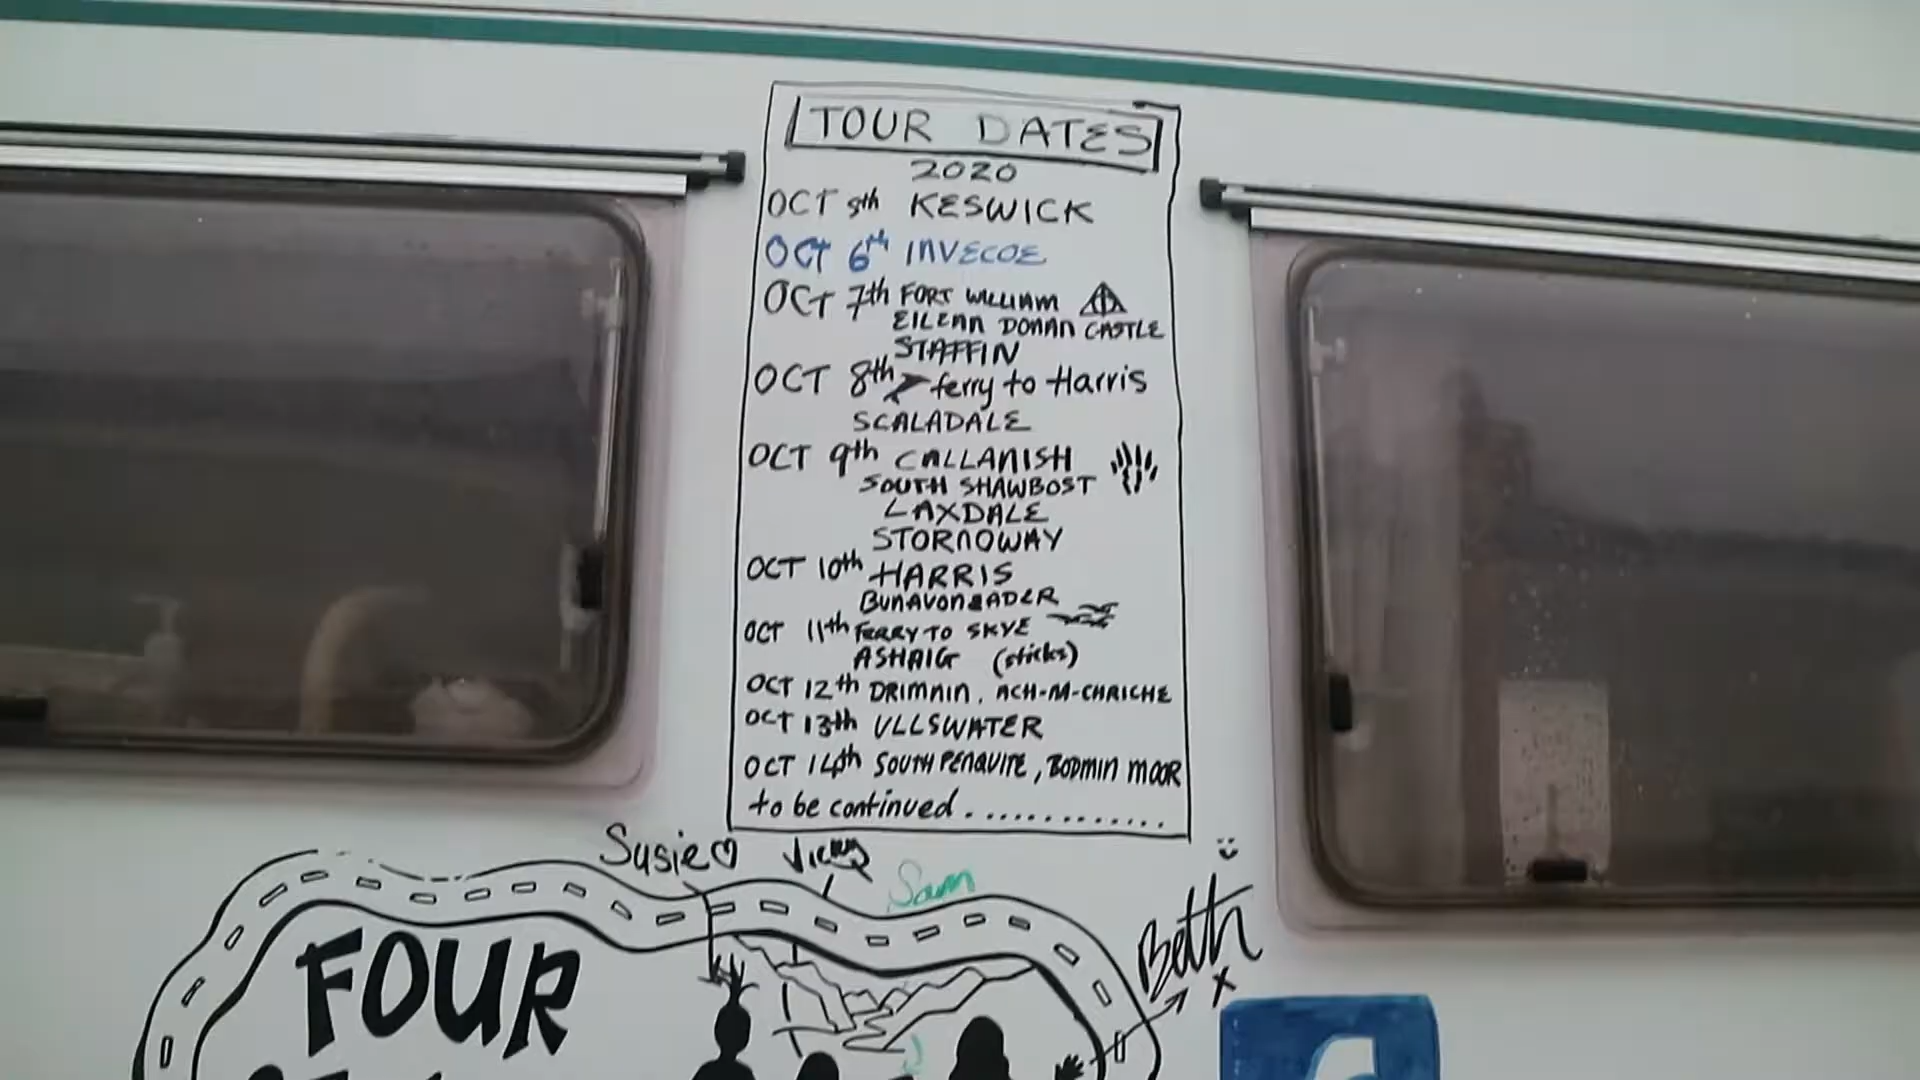 TOUR DATES
2020
OCT 5th KESWICK
OCT 6th INVECOE
OCT 7th FORT WILLIAM
EILEAN DONAN CASTLE
STAFFIN
OCT 8th ferry to Harris
SCALADALE
OCT 9th CALLANISH
SOUTH SHAWBOST
LAXDALE
STORNOWAY
OCT 10th HARRIS
BUNAVONEADER
OCT 11th FERRY TO SKYE
ASHAIG (sticks)
OCT 12th DRIMNIN, ACH-NA-CHRICHE
OCT 13th ULLSWATER
OCT 14th SOUTH PENQUITE, BODMIN MOOR
to be continued.............
Susie Vicky
Sam
Beth
x
FOUR
f